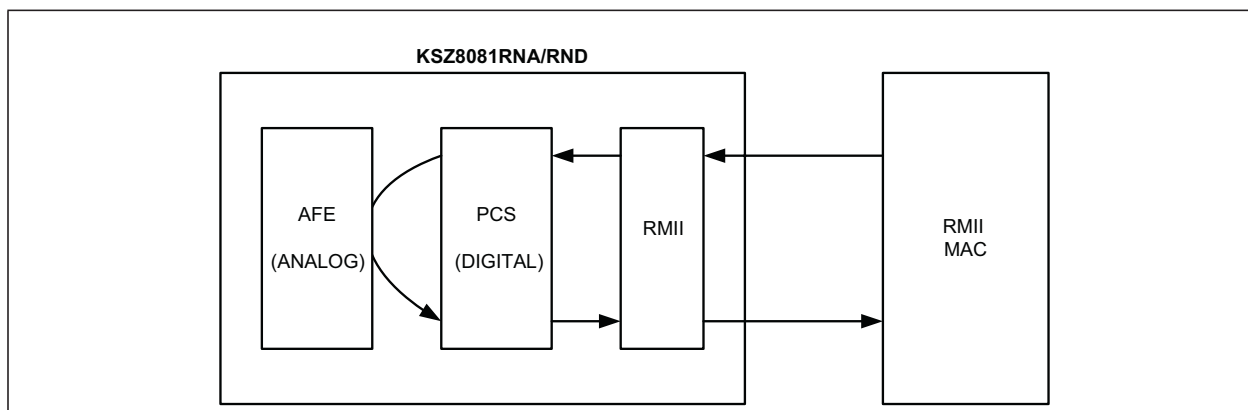 KSZ8081RNA/RND
AFE
(ANALOG)
PCS
(DIGITAL)
RMII
RMII
MAC